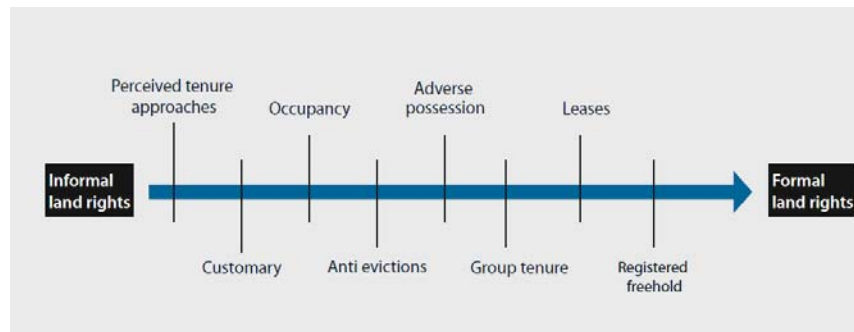 Perceived tenure
approaches
Occupancy
Adverse
possession
Leases
Informal
land rights
Formal
land rights
Customary
Anti evictions
Group tenure
Registered
freehold